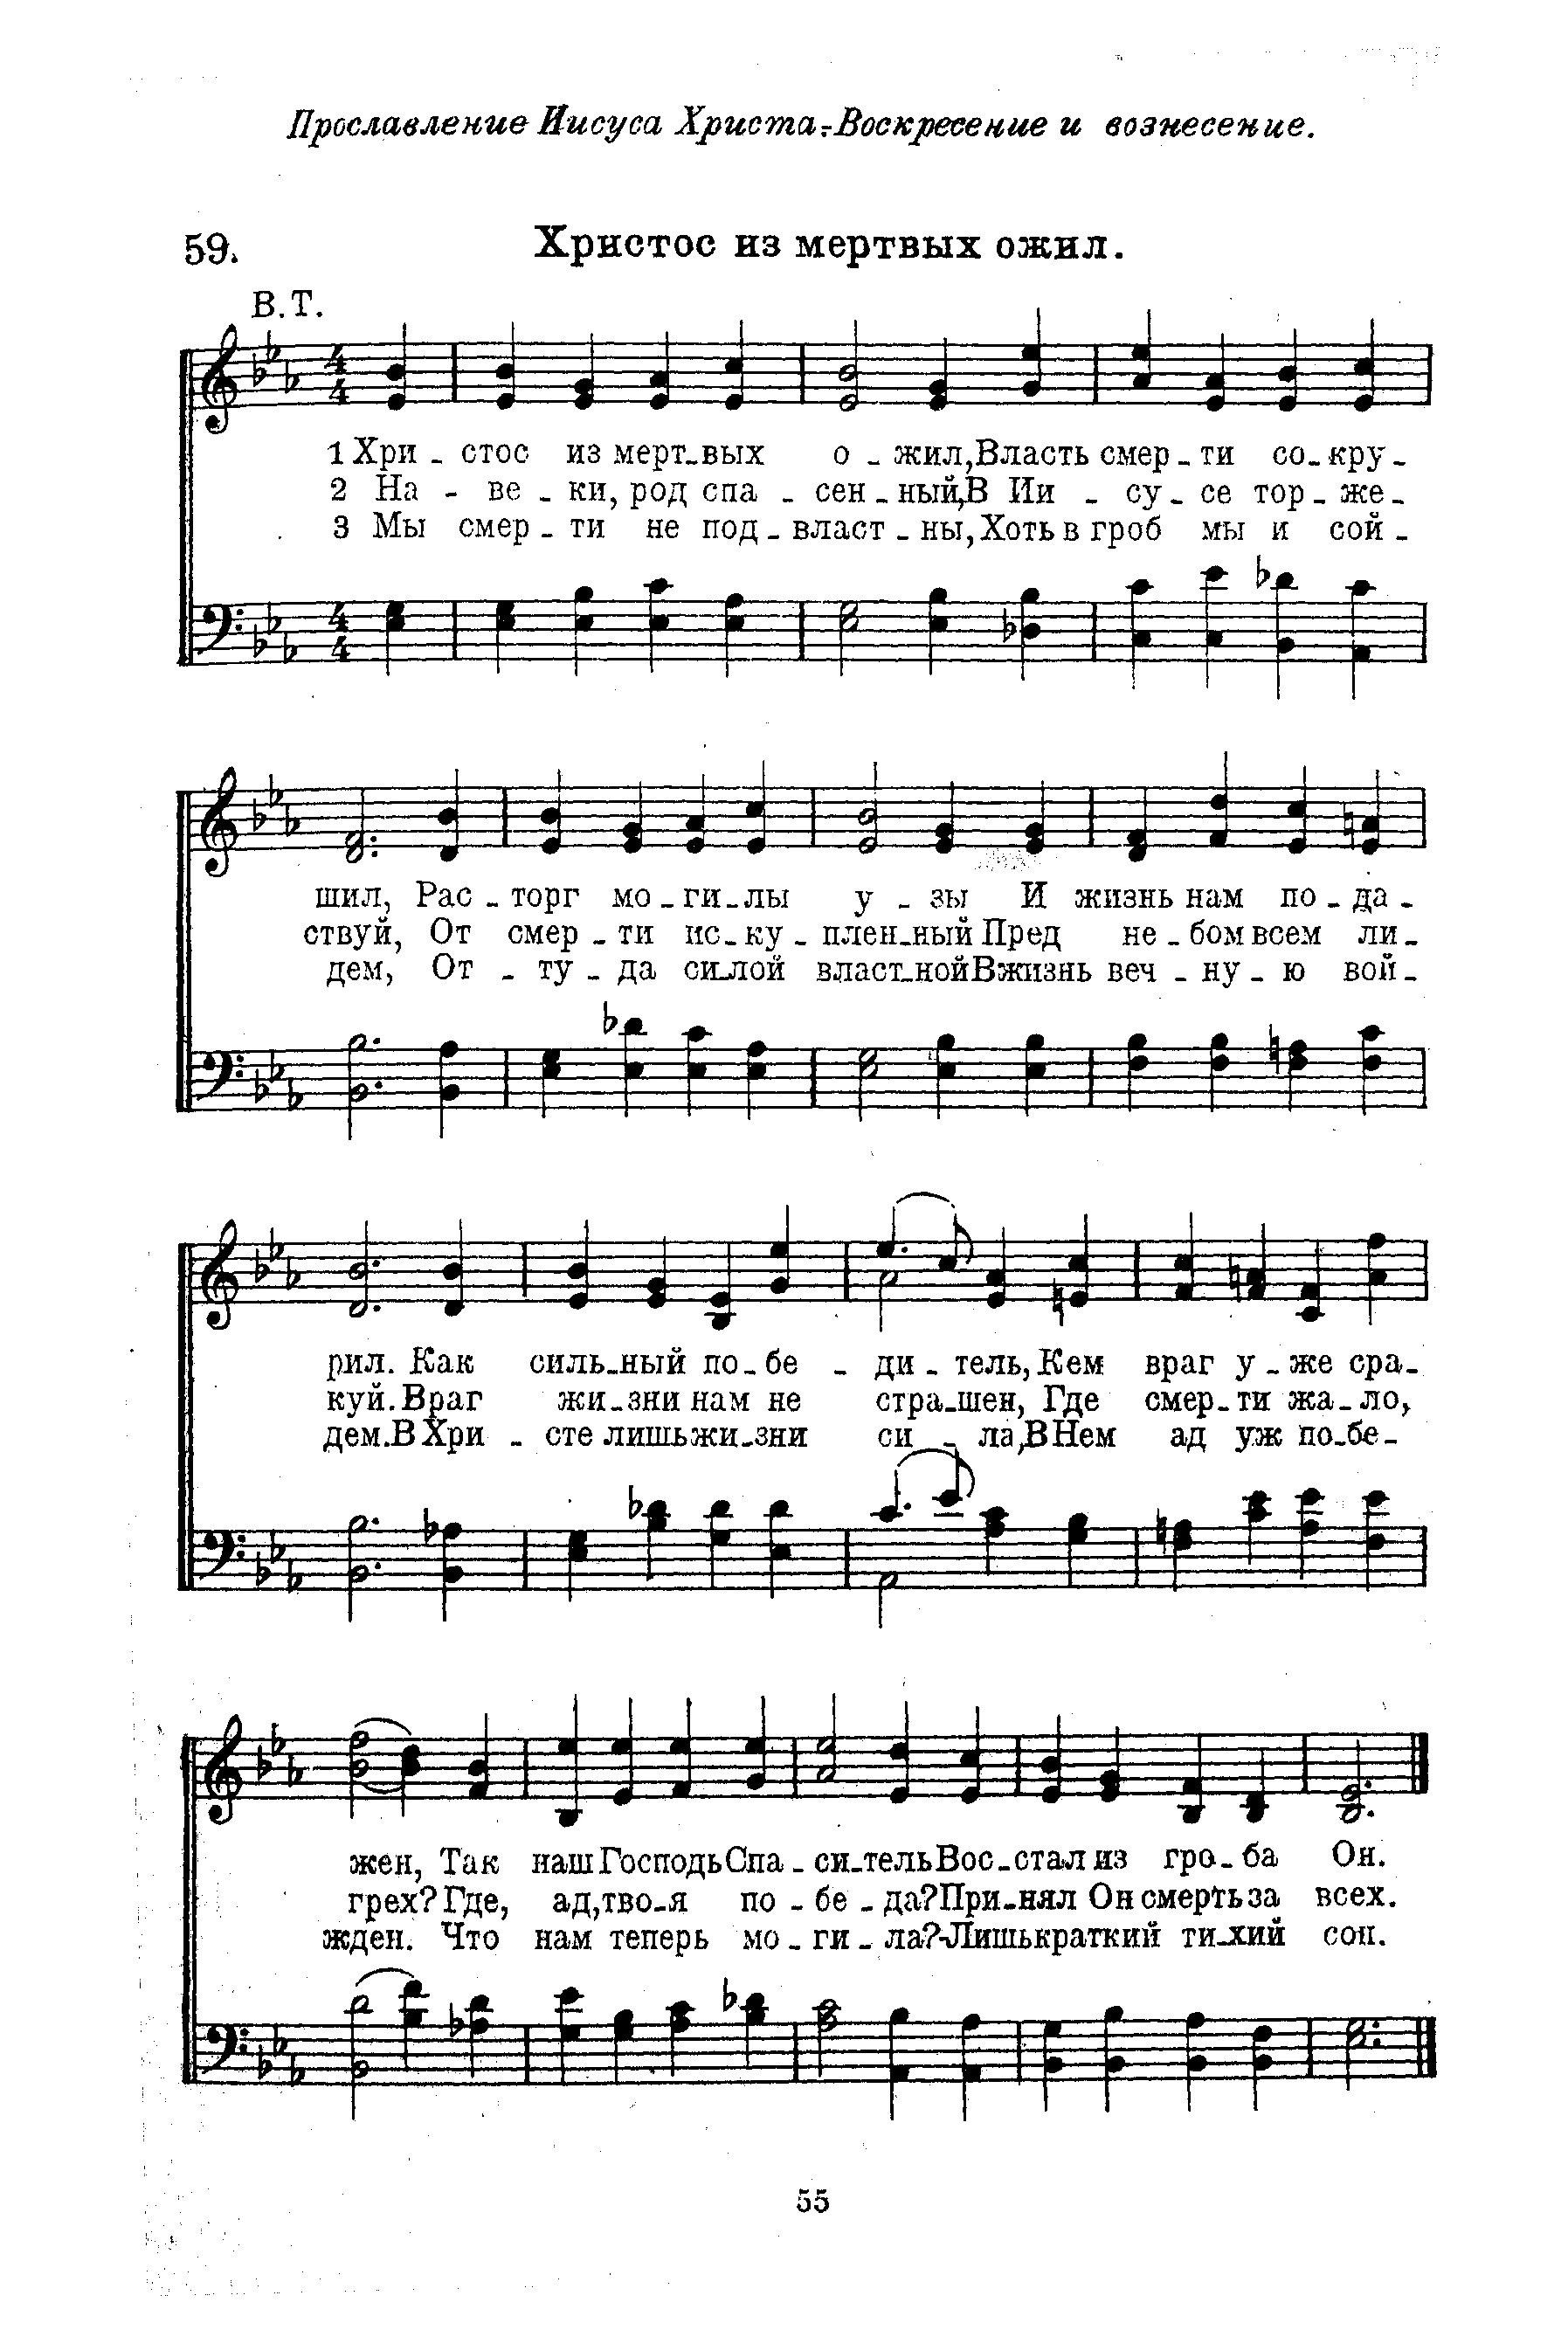 Прославление Иисуса Христа.-Воскресение и вознесение.
59.
Христос из мертвых ожил.
В.Т.
1 Хри - стос из мерт-вых о - жил, Власть смер-ти со-кру-
2 На - ве - ки, род спа - сен-ный, В Ии - су - се тор-же-
3 Мы смер-ти не под-власт-ны, Хоть в гроб мы и сой-
шил, Рас-торг мо-ги-лы у - зы И жизнь нам по-да-
ствуй, От смер-ти ис-ку-плен-ный Пред не-бом всем ли-
дем, От - ту - да си-лой власт-ной В жизнь веч - ну - ю вой-
рил. Как силь-ный по-бе - ди - тель, Кем враг у - же сра-
куй. Враг жи-зни нам не стра-шен, Где смер-ти жа-ло,
дем. В Хри - сте лишь жи-зни си - ла, В Нем ад уж по-бе-
жен, Так наш Господь Спа - си-тель Вос-стал из гро-ба Он.
грех? Где, ад, тво-я по - бе - да? При-нял Он смерть за всех.
жден. Что нам теперь мо - ги - ла?-Лишь краткий ти-хий сон.
55